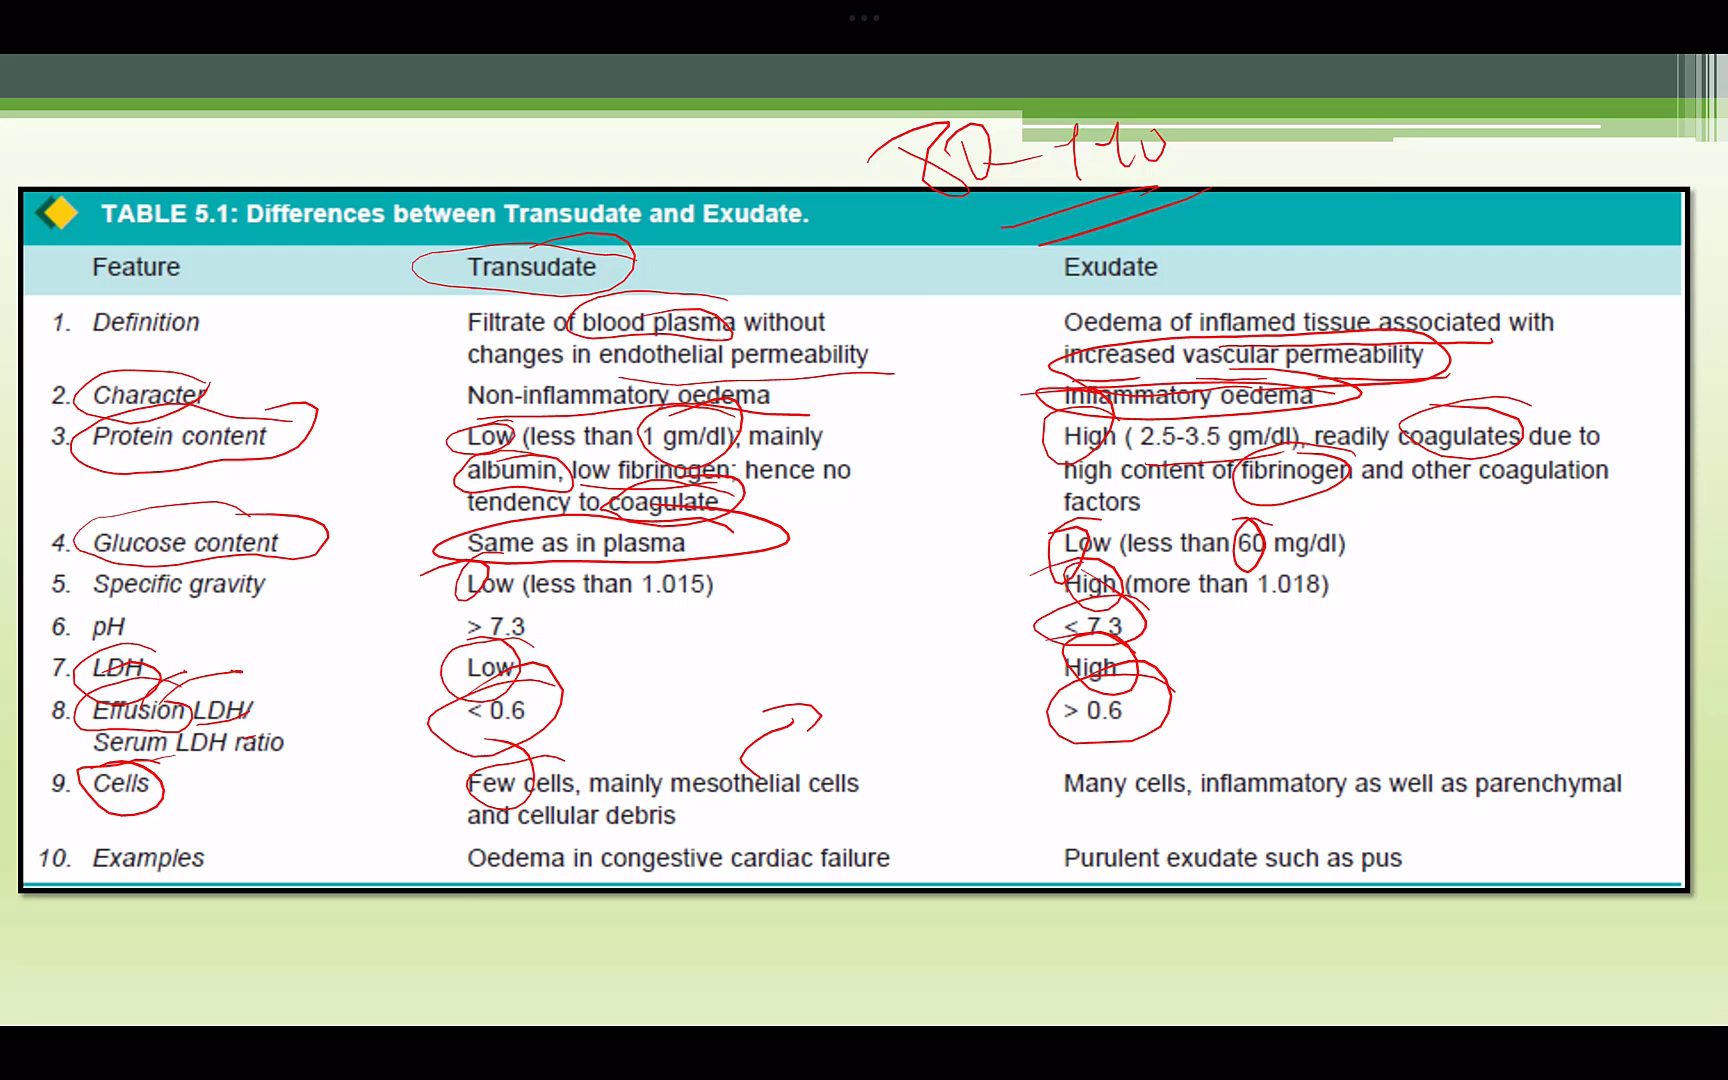 80-110
TABLE 5.1: Differences between Transudate and Exudate.
Feature Transudate Exudate
1. Definition Filtrate of blood plasma without Oedema of inflamed tissue associated with
changes in endothelial permeability increased vascular permeability
2. Character Non-inflammatory oedema Inflammatory oedema
3. Protein content Low (less than 1 gm/dl); mainly High ( 2.5-3.5 gm/dl), readily coagulates due to
albumin, low fibrinogen; hence no high content of fibrinogen and other coagulation
tendency to coagulate factors
4. Glucose content Same as in plasma Low (less than 60 mg/dl)
5. Specific gravity Low (less than 1.015) High (more than 1.018)
6. pH > 7.3 < 7.3
7. LDH Low High
8. Effusion LDH/ < 0.6 > 0.6
Serum LDH ratio
9. Cells Few cells, mainly mesothelial cells Many cells, inflammatory as well as parenchymal
and cellular debris
10. Examples Oedema in congestive cardiac failure Purulent exudate such as pus